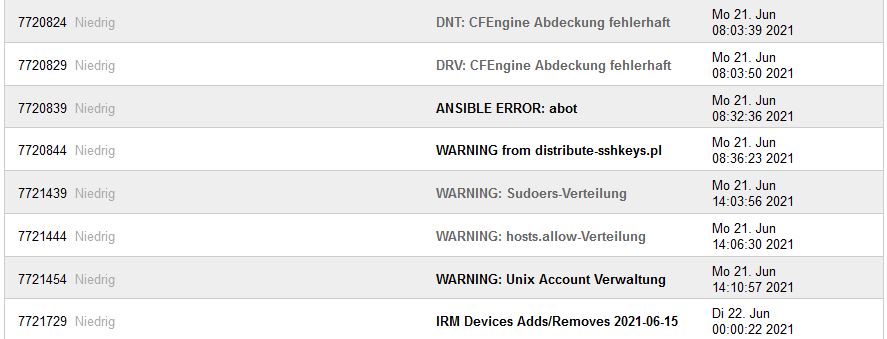 7720824 Niedrig DNT: CFEngine Abdeckung fehlerhaft Mo 21. Jun
08:03:39 2021
7720829 Niedrig DRV: CFEngine Abdeckung fehlerhaft Mo 21. Jun
08:03:50 2021
7720839 Niedrig ANSIBLE ERROR: abot Mo 21. Jun
08:32:36 2021
7720844 Niedrig WARNING from distribute-sshkeys.pl Mo 21. Jun
08:36:23 2021
7721439 Niedrig WARNING: Sudoers-Verteilung Mo 21. Jun
14:03:56 2021
7721444 Niedrig WARNING: hosts.allow-Verteilung Mo 21. Jun
14:06:30 2021
7721454 Niedrig WARNING: Unix Account Verwaltung Mo 21. Jun
14:10:57 2021
7721729 Niedrig IRM Devices Adds/Removes 2021-06-15 Di 22. Jun
00:00:22 2021